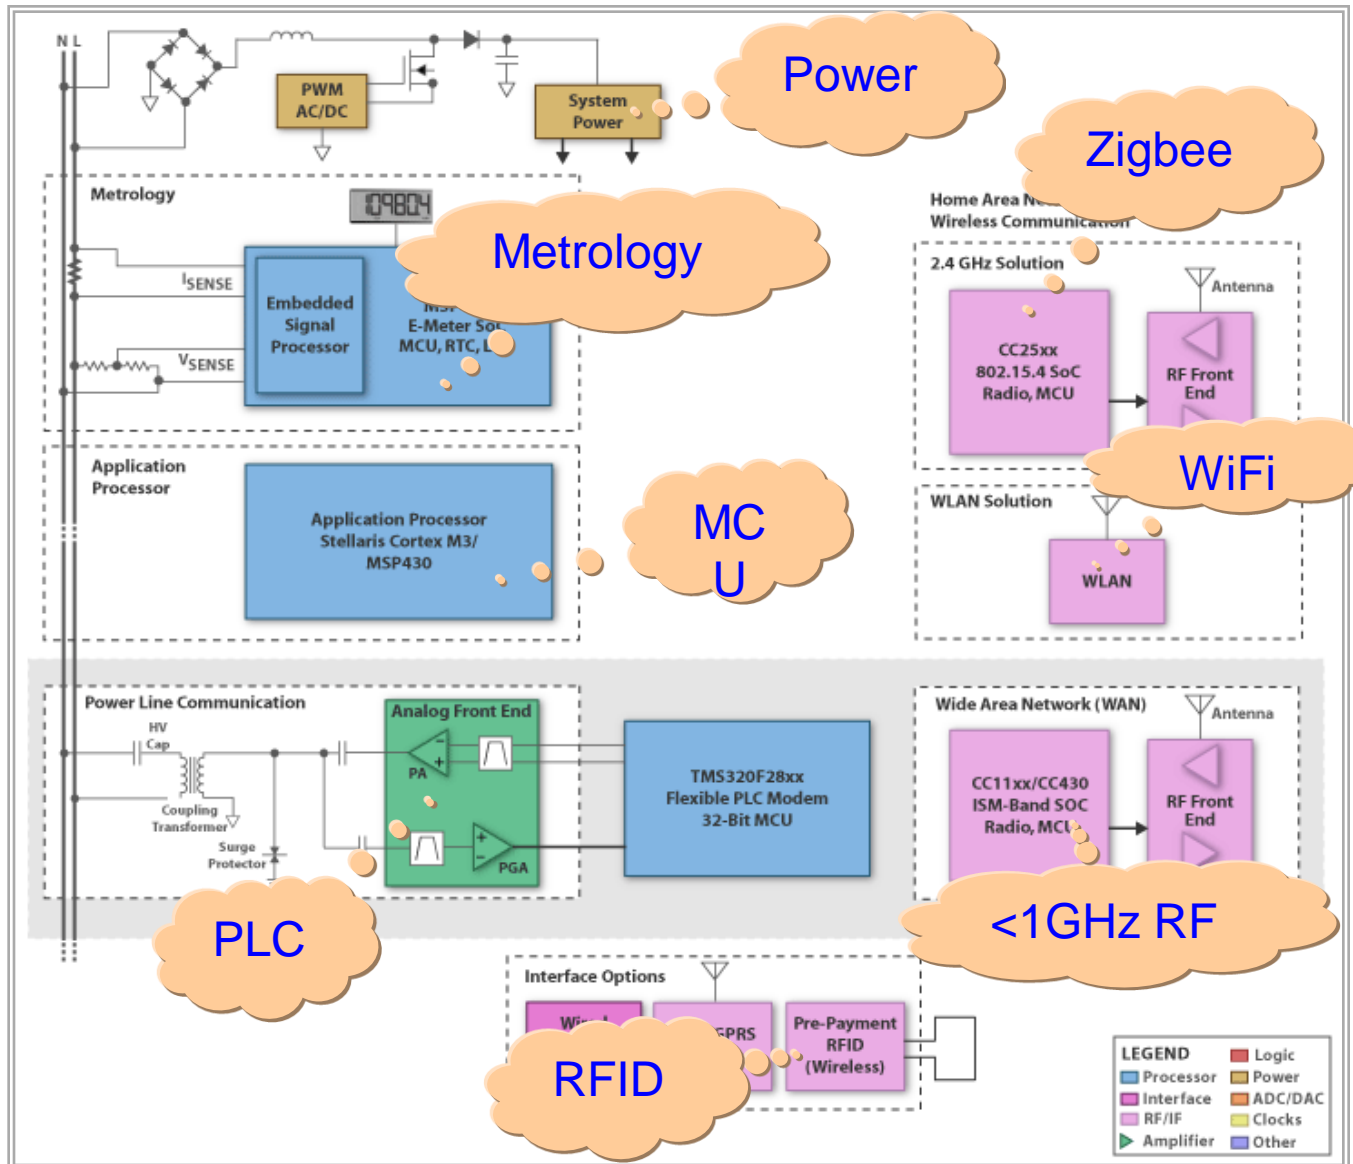 N L
PWM
AC/DC
System
Power
Power
Zigbee
Metrology
109804
Metrology
I SENSE
V SENSE
Embedded
Signal
Processor
E-Meter
MCU, RTC,
Home Area
Wireless Communication
2.4 GHz Solution
Antenna
CC25xx
802.15.4 SoC
Radio, MCU
RF Front
End
WiFi
Application
Processor
Application Processor
Stellaris Cortex M3/
MSP430
MC
U
WLAN Solution
WLAN
Power Line Communication
HV
Cap
Coupling
Transformer
Surge
Protector
Analog Front End
PA
PGA
TMS320F28xx
Flexible PLC Modem
32-Bit MCU
Wide Area Network (WAN)
Antenna
CC11xx/CC430
ISM-Band SOC
Radio, MCU
RF Front
End
PLC
<1GHz RF
Interface Options
Pre-Payment
RFID
(Wireless)
RFID
LEGEND
Processor
Interface
RF/IF
Amplifier
Logic
Power
ADC/DAC
Clocks
Other